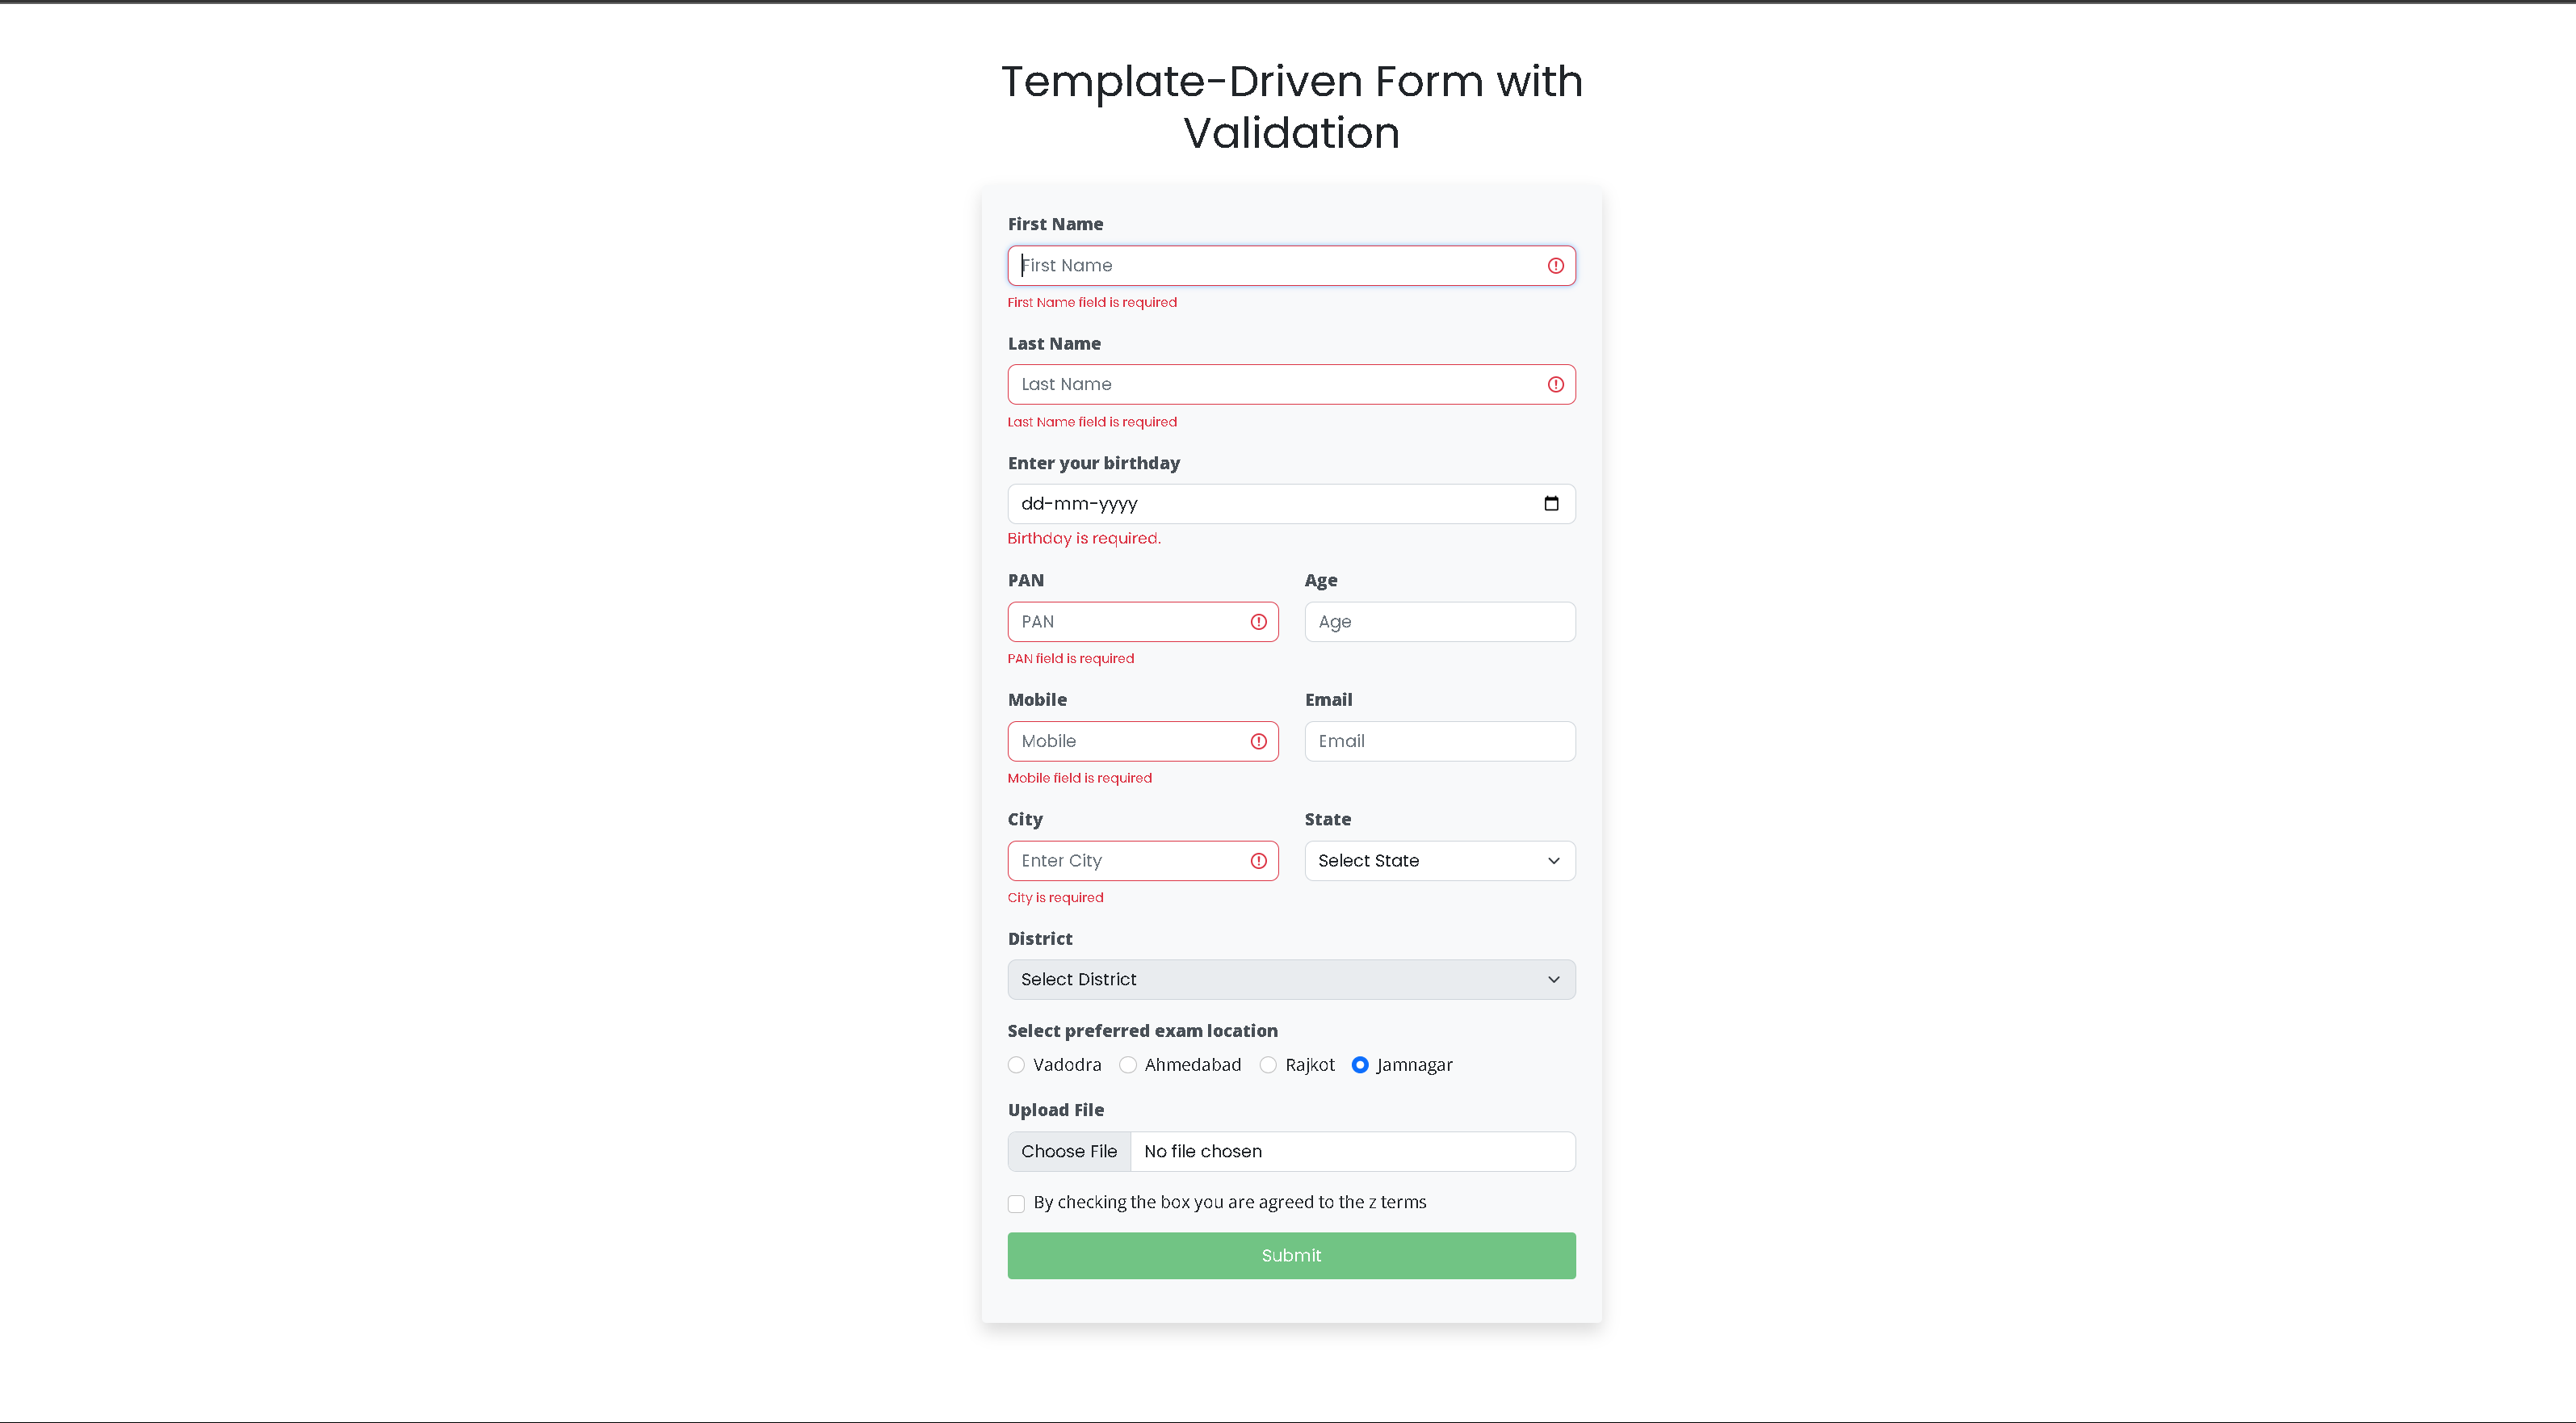 Template-Driven Form with
Validation
First Name
First Name
First Name field is required
Last Name
Last Name
Last Name field is required
Enter your birthday
dd-mm-yyyy
Birthday is required.
PAN Age
PAN Age
PAN field is required
Mobile Email
Mobile Email
Mobile field is required
City State
Enter City Select State
City is required
District
Select District
Select preferred exam location
Vadodra Ahmedabad Rajkot Jamnagar
Upload File
Choose File No file chosen
By checking the box you are agreed to the z terms
Submit